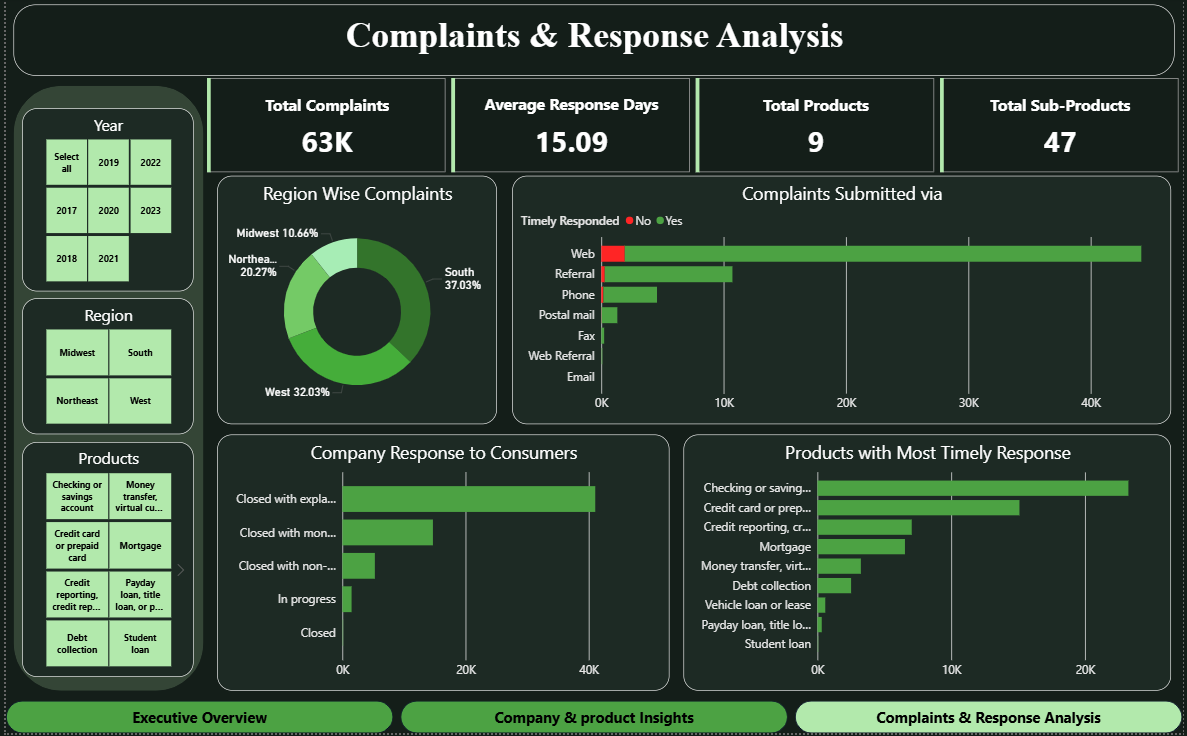 Complaints & Response Analysis
Total Complaints
63K
Average Response Days
15.09
Total Products
9
Total Sub-Products
47
Year
Select
all
2019
2022
2017
2020
2023
2018
2021
Region
Midwest
South
Northeast
West
Products
Checking or
savings
account
Money
transfer,
virtual cu...
Credit card
or prepaid
card
Mortgage
Credit
reporting,
credit rep...
Payday
loan, title
loan, or p...
Debt
collection
Student
loan
Region Wise Complaints
Midwest 10.66%
Northea...
20.27%
South
37.03%
West 32.03%
Complaints Submitted via
Timely Responded No Yes
Web
Referral
Phone
Postal mail
Fax
Web Referral
Email
0K 10K 20K 30K 40K
Company Response to Consumers
Closed with expla...
Closed with mon...
Closed with non-...
In progress
Closed
0K 20K 40K
Products with Most Timely Response
Checking or saving...
Credit card or prep...
Credit reporting, cr...
Mortgage
Money transfer, virt...
Debt collection
Vehicle loan or lease
Payday loan, title lo...
Student loan
0K 10K 20K
Executive Overview
Company & product Insights
Complaints & Response Analysis